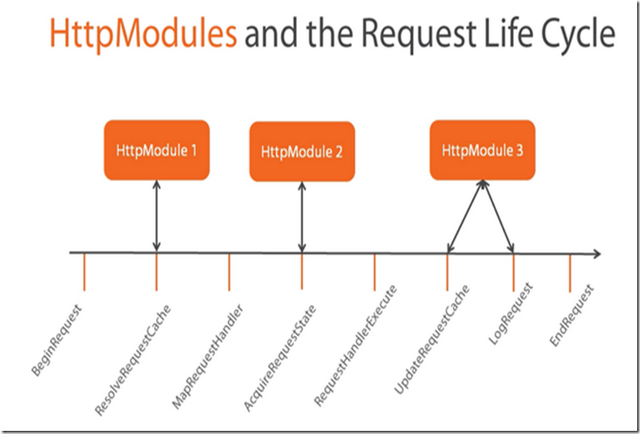 HttpModules and the Request Life Cycle
HttpModule 1
HttpModule 2
HttpModule 3
BeginRequest
ResolveRequestCache
MapRequestHandler
AcquireRequestState
RequestHandlerExecute
UpdateRequestCache
LogRequest
EndRequest